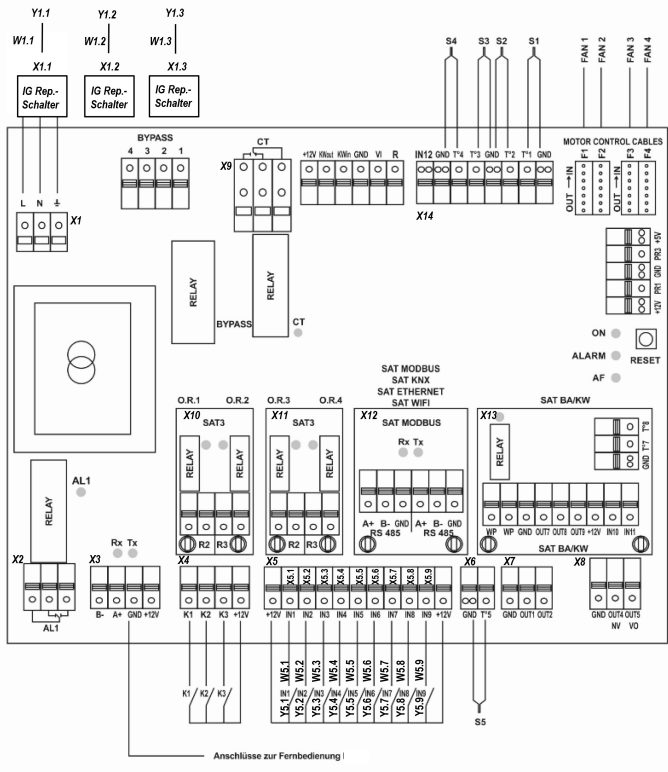 Y1.1 Y1.2 Y1.3
W1.1 W1.2 W1.3
X1.1 X1.2 X1.3
IG Rep.-
Schalter
IG Rep.-
Schalter
IG Rep.-
Schalter
S4 S3 S2 S1
FAN 1 FAN 2 FAN 3 FAN 4
BYPASS
4 3 2 1
X9
CT
+12V KWout KWin GND VI R
IN12 GND T°4 T°3 GND T°2 T°1 GND
X14
MOTOR CONTROL CABLES
F1 F2 F3 F4
OUT → IN
OUT → IN
L N
X1
RELAY
BYPASS
RELAY
CT
+5V
PR3
GND
PR1
+12V
ON
ALARM
RESET
AF
SAT MODBUS
SAT KNX
SAT ETHERNET
SAT WIFI
O.R.1 O.R.2 O.R.3 O.R.4
SAT BA/KW
X10
SAT3
RELAY RELAY
R2 R3
X11
SAT3
RELAY RELAY
R2 R3
X12
SAT MODBUS
Rx Tx
A+ B- GND A+ B- GND
RS 485 RS 485
X13
RELAY
T°8
T°7
GND
WP WP GND OUT7 OUT8 OUT9 +12V IN10 IN11
SAT BA/KW
RELAY
AL1
Rx Tx
X2
AL1
X3
B- A+ GND +12V
X4
K1 K2 K3 +12V
X5
X5.1 X5.2 X5.3 X5.4 X5.5 X5.6 X5.7 X5.8 X5.9
+12V IN1 IN2 IN3 IN4 IN5 IN6 IN7 IN8 IN9 +12V
X6
GND T°5
X7
GND OUT1 OUT2
X8
GND OUT4 OUT5
NV VO
K1 K2 K3
W5.1 W5.2 W5.3 W5.4 W5.5 W5.6 W5.7 W5.8 W5.9
IN1 IN2 IN3 IN4 IN5 IN6 IN7 IN8 IN9
Y5.1 Y5.2 Y5.3 Y5.4 Y5.5 Y5.6 Y5.7 Y5.8 Y5.9
S5
Anschlüsse zur Fernbedienung